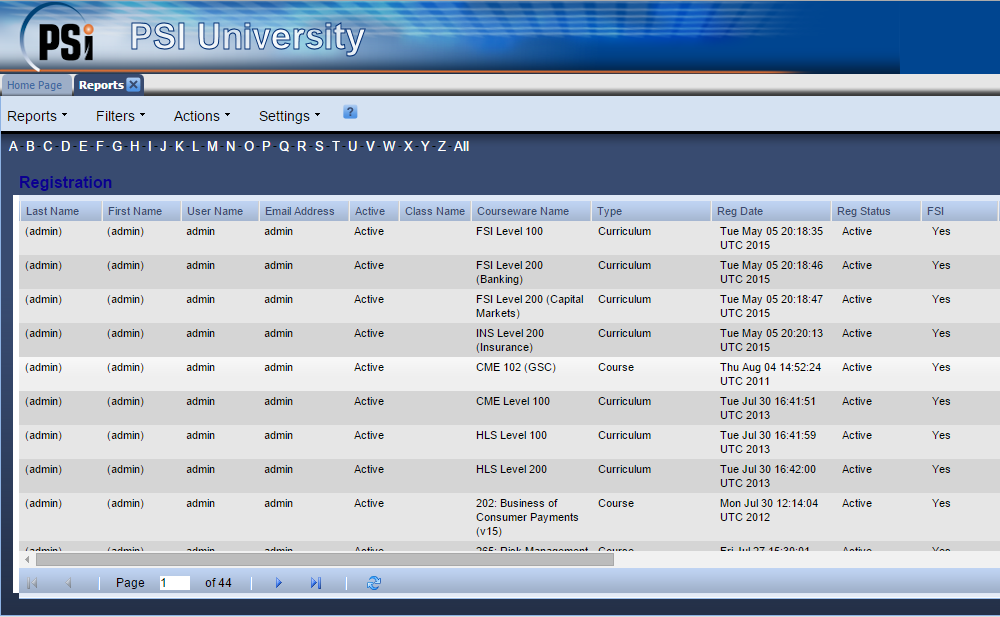 PSi PSI University
Home Page Reports
Reports Filters Actions Settings ?
A-B-C-D-E-F-G-H-I-J-K-L-M-N-O-P-Q-R-S-T-U-V-W-X-Y-Z-All
Registration
Last Name First Name User Name Email Address Active Class Name Courseware Name Type Reg Date Reg Status FSI
(admin) (admin) admin admin Active FSI Level 100 Curriculum Tue May 05 20:18:35 Active Yes
UTC 2015
(admin) (admin) admin admin Active FSI Level 200 Curriculum Tue May 05 20:18:46 Active Yes
(Banking) UTC 2015
(admin) (admin) admin admin Active FSI Level 200 (Capital Curriculum Tue May 05 20:18:47 Active Yes
Markets) UTC 2015
(admin) (admin) admin admin Active INS Level 200 Curriculum Tue May 05 20:20:13 Active Yes
(Insurance) UTC 2015
(admin) (admin) admin admin Active CME 102 (GSC) Course Thu Aug 04 14:52:24 Active Yes
UTC 2011
(admin) (admin) admin admin Active CME Level 100 Curriculum Tue Jul 30 16:41:51 Active Yes
UTC 2013
(admin) (admin) admin admin Active HLS Level 100 Curriculum Tue Jul 30 16:41:59 Active Yes
UTC 2013
(admin) (admin) admin admin Active HLS Level 200 Curriculum Tue Jul 30 16:42:00 Active Yes
UTC 2013
(admin) (admin) admin admin Active 202: Business of Course Mon Jul 30 12:14:04 Active Yes
Consumer Payments UTC 2012
(v15)
(admin) (admin) admin admin Active 265: Risk Management Course Fri Jul 27 15:30:01 Active Yes
Page 1 of 44